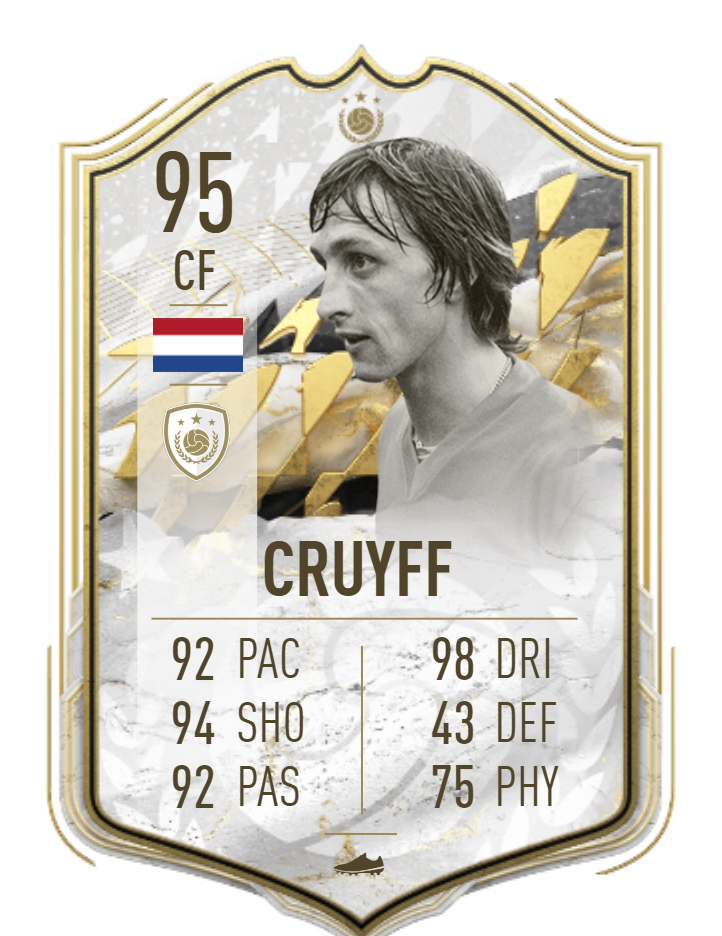 95
CF
CRUYFF
92 PAC 98 DRI
94 SHO 43 DEF
92 PAS 75 PHY